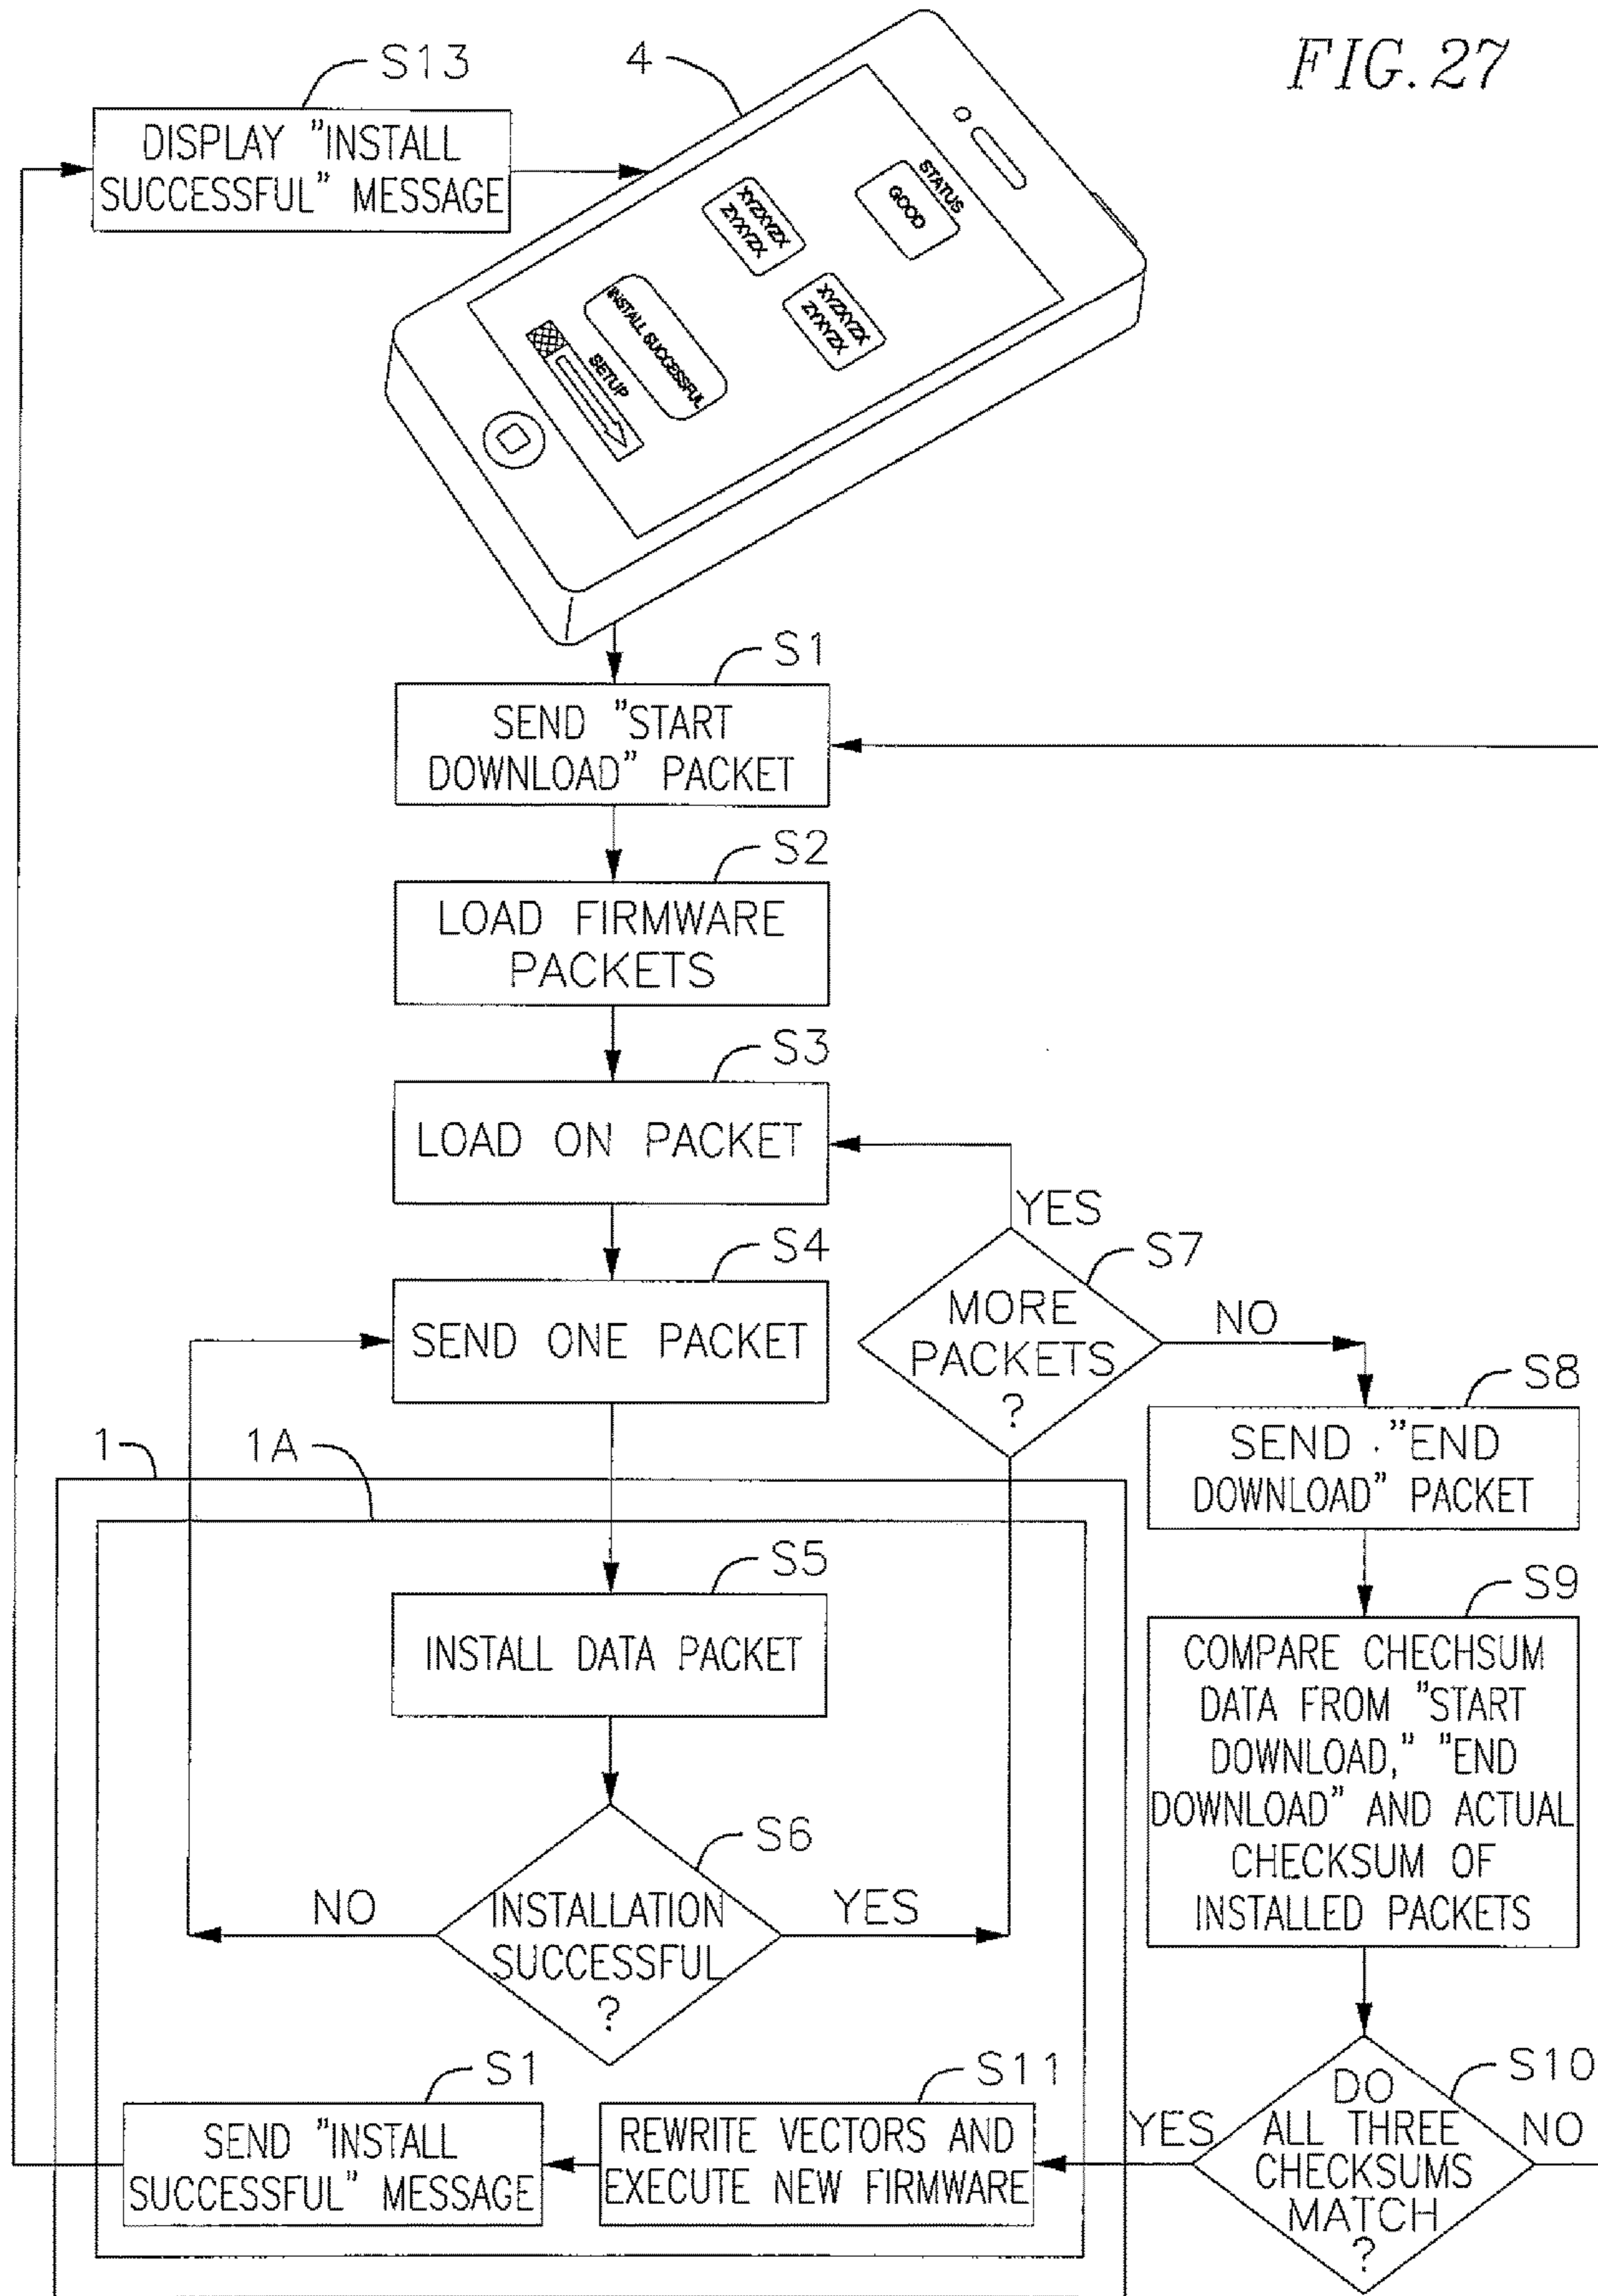 FIG. 27
S13
DISPLAY "INSTALL
SUCCESSFUL" MESSAGE
4
STATUS
GOOD
XYZXYZX
ZYXYZX
XYZXYZX
ZYXYZX
INSTALL SUCCESSFUL
SETUP
S1
SEND "START
DOWNLOAD" PACKET
S2
LOAD FIRMWARE
PACKETS
S3
LOAD ON PACKET
S4
SEND ONE PACKET
YES
S7
MORE
PACKETS
?
NO
S8
SEND "END
DOWNLOAD" PACKET
1
1A
S5
INSTALL DATA PACKET
S9
COMPARE CHECHSUM
DATA FROM "START
DOWNLOAD," "END
DOWNLOAD" AND ACTUAL
CHECKSUM OF
INSTALLED PACKETS
S6
NO
INSTALLATION
SUCCESSFUL
?
YES
S1
SEND "INSTALL
SUCCESSFUL" MESSAGE
S11
REWRITE VECTORS AND
EXECUTE NEW FIRMWARE
YES
S10
DO
ALL THREE
CHECKSUMS
MATCH
?
NO